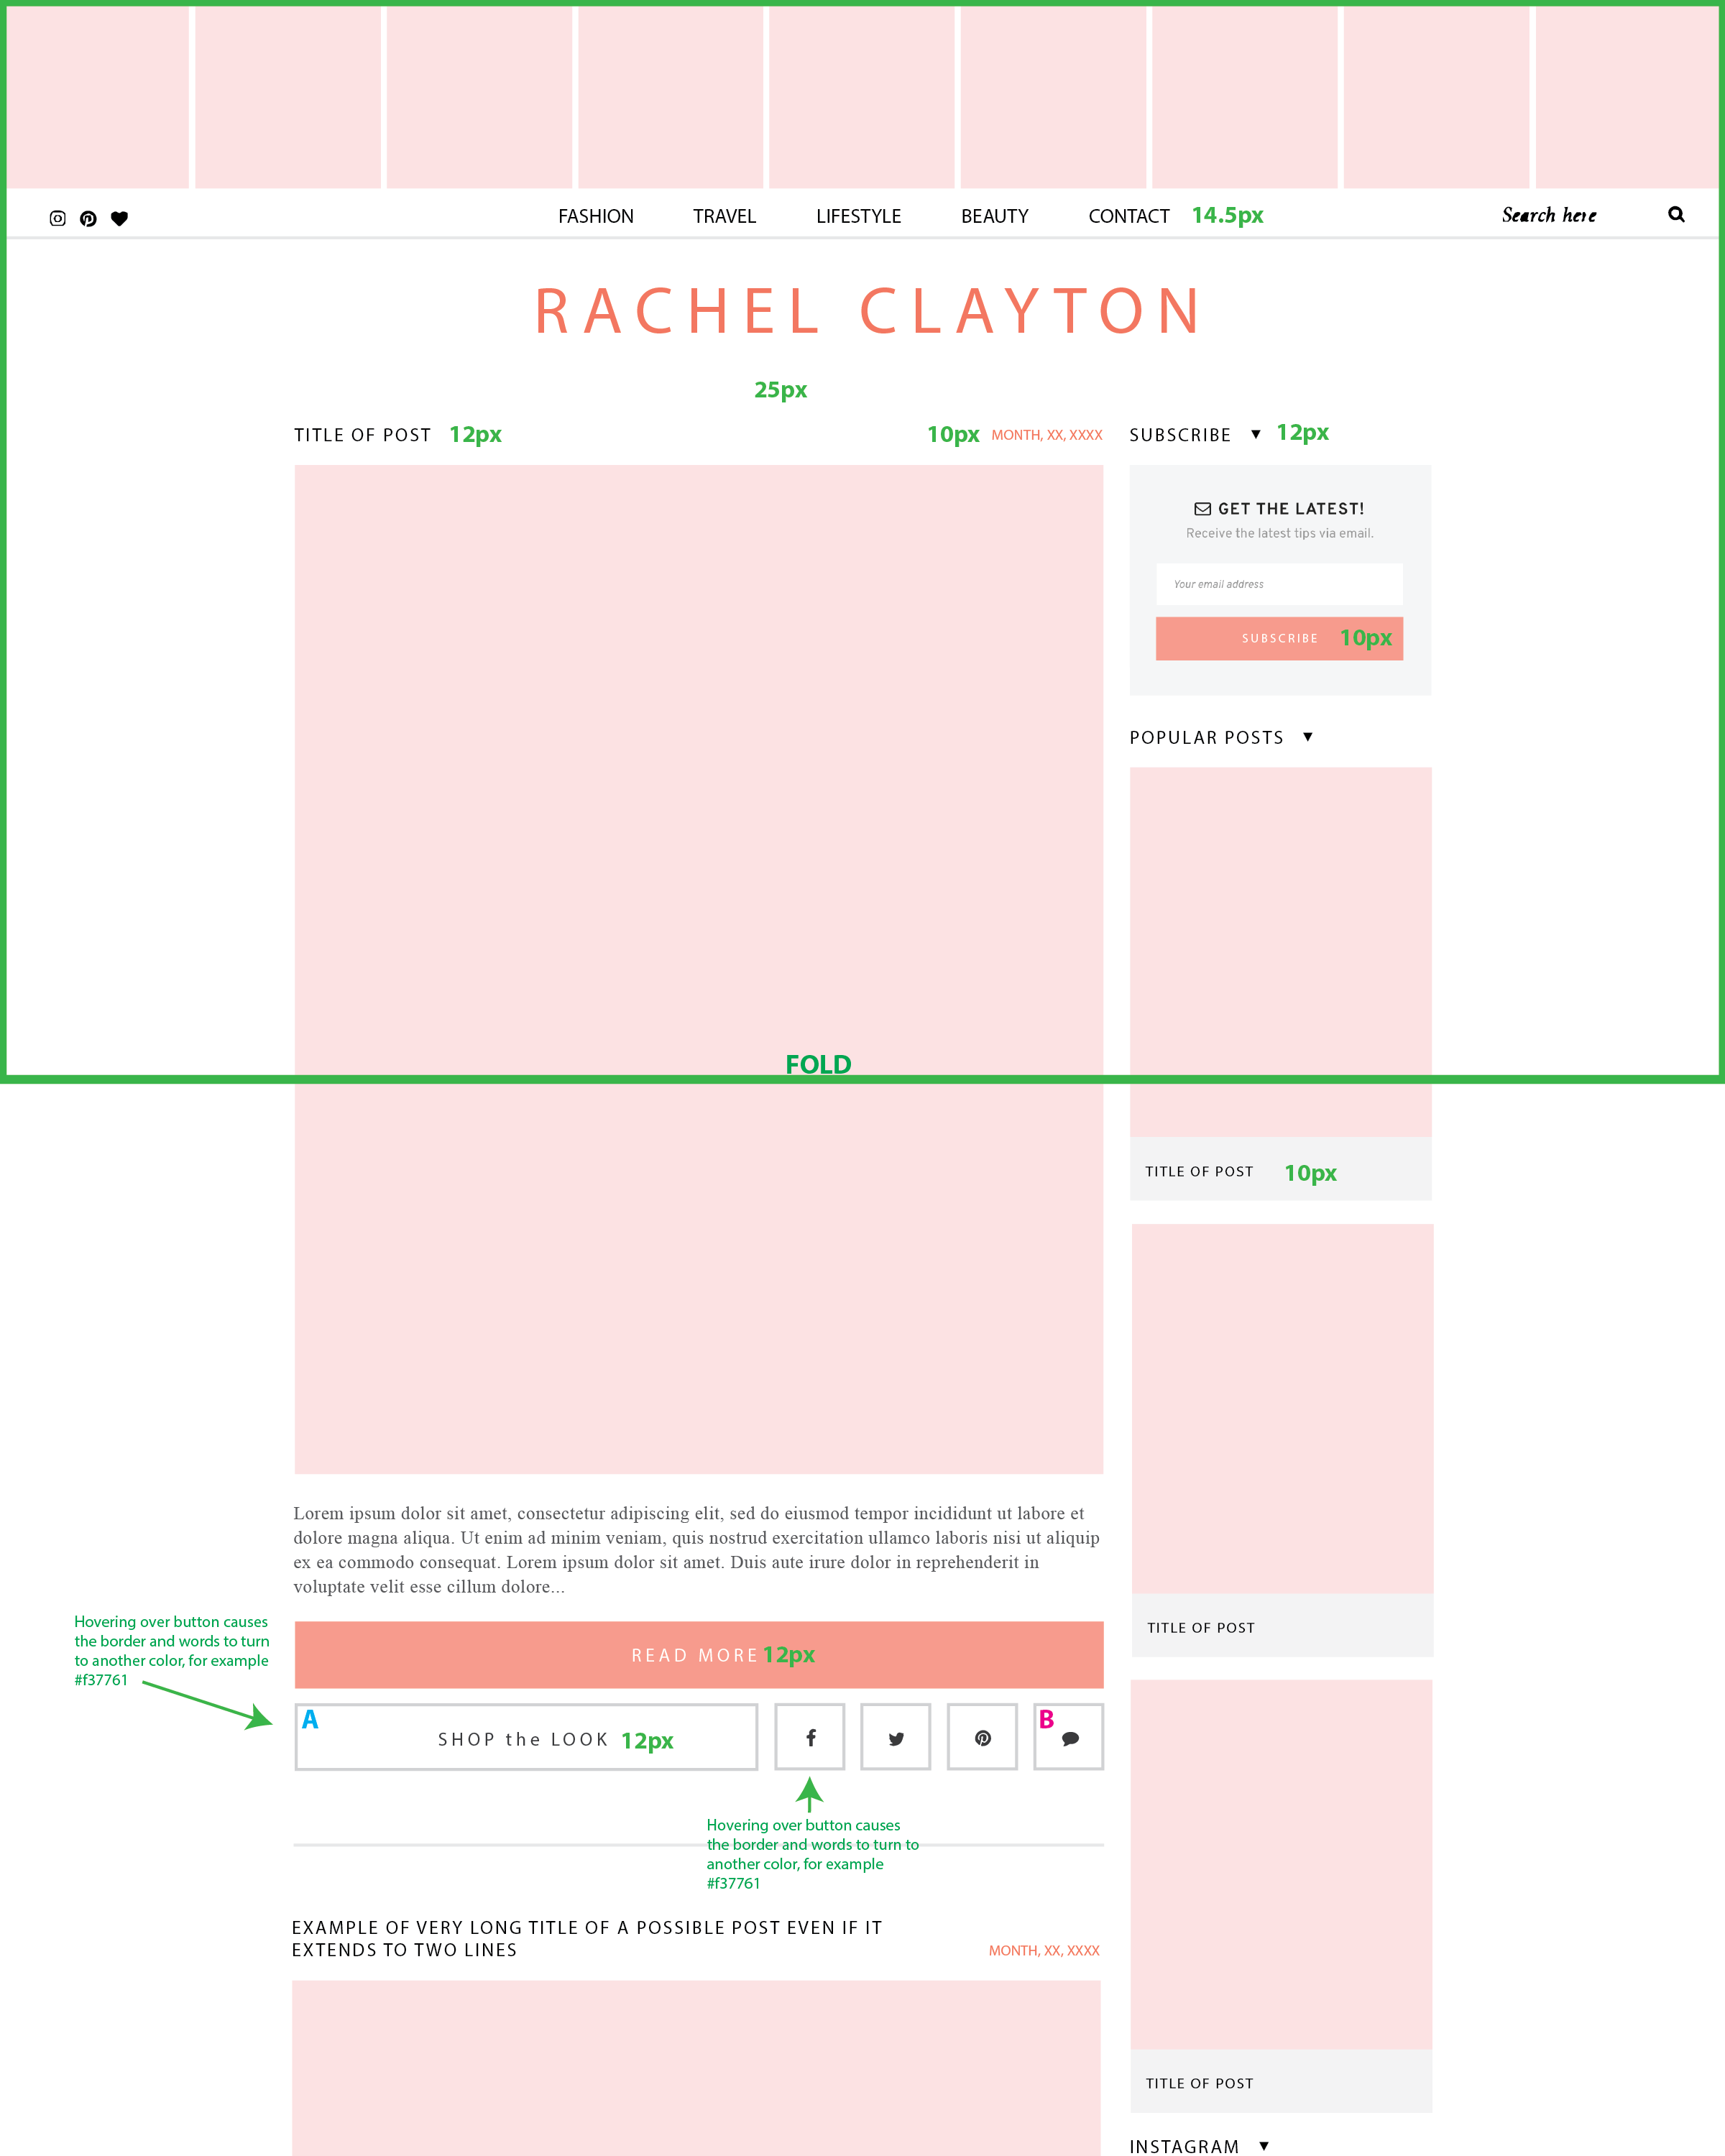 FASHION TRAVEL LIFESTYLE BEAUTY CONTACT 14.5px Search here
RACHEL CLAYTON
25px
TITLE OF POST 12px 10px MONTH, XX, XXXX
SUBSCRIBE ▼ 12px
GET THE LATEST!
Receive the latest tips via email.
Your email address
SUBSCRIBE 10px
POPULAR POSTS ▼
FOLD
TITLE OF POST 10px
TITLE OF POST
TITLE OF POST
INSTAGRAM ▼
Lorem ipsum dolor sit amet, consectetur adipiscing elit, sed do eiusmod tempor incididunt ut labore et
dolore magna aliqua. Ut enim ad minim veniam, quis nostrud exercitation ullamco laboris nisi ut aliquip
ex ea commodo consequat. Lorem ipsum dolor sit amet. Duis aute irure dolor in reprehenderit in
voluptate velit esse cillum dolore...
READ MORE 12px
Hovering over button causes
the border and words to turn
to another color, for example
#f37761
A
SHOP the LOOK 12px
B
Hovering over button causes
the border and words to turn to
another color, for example
#f37761
EXAMPLE OF VERY LONG TITLE OF A POSSIBLE POST EVEN IF IT
EXTENDS TO TWO LINES
MONTH, XX, XXXX